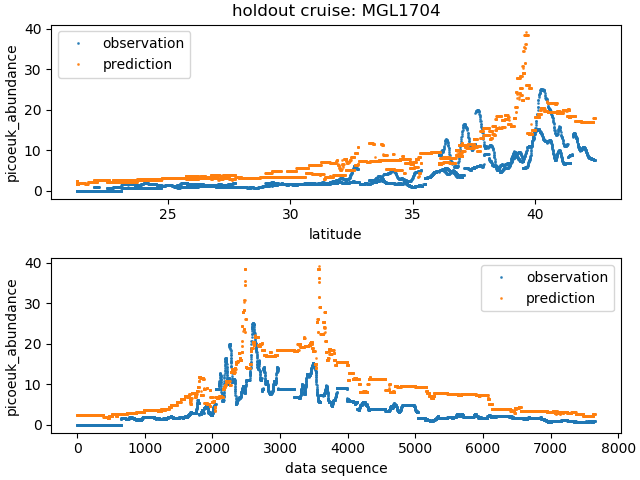 holdout cruise: MGL1704
40
30
20
10
0
picoeuk_abundance
observation
prediction
25
30
35
40
latitude
40
30
20
10
0
picoeuk_abundance
observation
prediction
0
1000
2000
3000
4000
5000
6000
7000
8000
data sequence